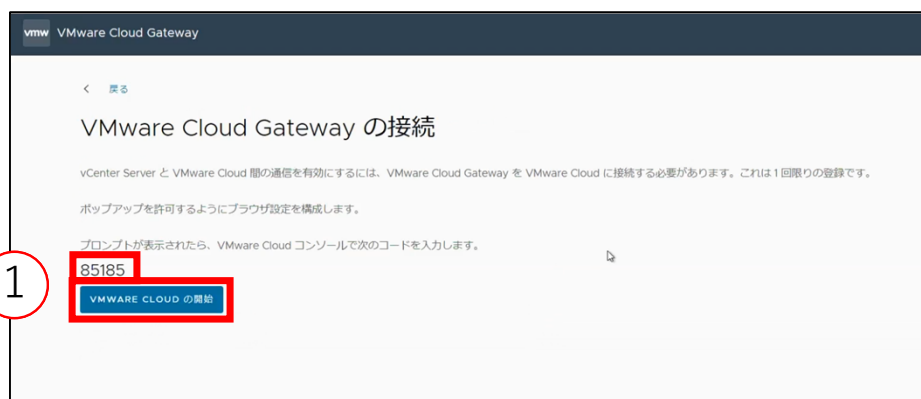 vmw VMware Cloud Gateway
< 戻る
VMware Cloud Gateway の接続
vCenter Server と VMware Cloud 間の通信を有効にするには、VMware Cloud Gateway を VMware Cloud に接続する必要があります。これは 1 回限りの登録です。
ポップアップを許可するようにブラウザ設定を構成します。
プロンプトが表示されたら、VMware Cloud コンソールで次のコードを入力します。
85185
1
VMWARE CLOUD の開始